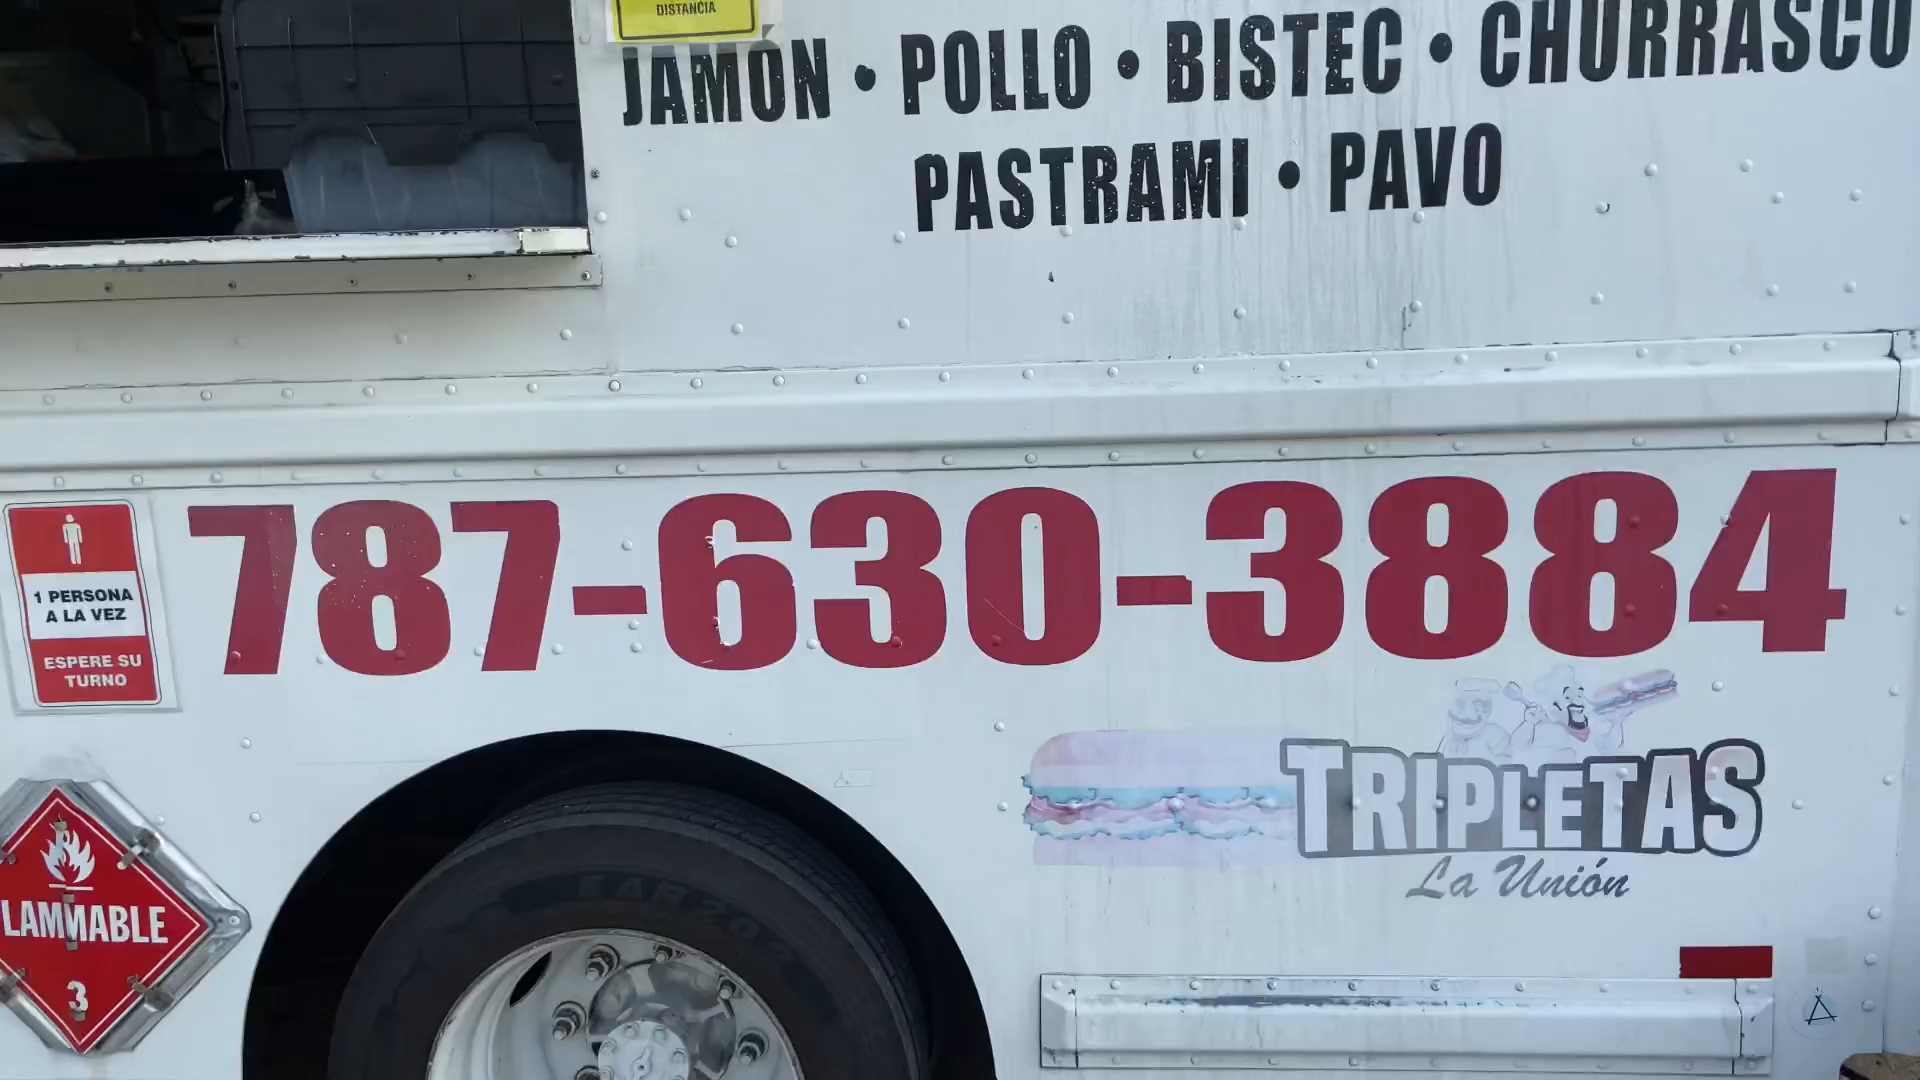 DISTANCIA
JAMÓN • POLLO • BISTEC • CHURRASCO
PASTRAMI • PAVO
787-630-3884
1 PERSONA
A LA VEZ
ESPERE SU
TURNO
TRIPLETAS
La Unión
LAMMABLE
3